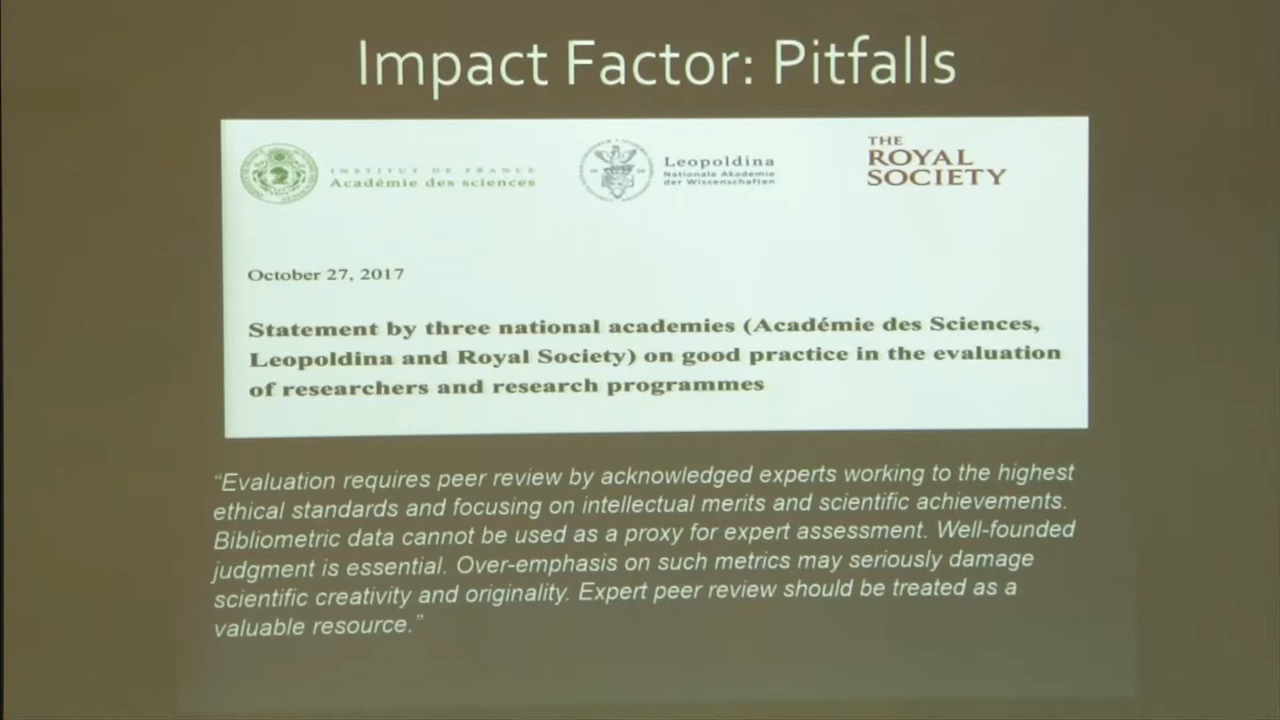 Impact Factor: Pitfalls
INSTITUT DE FRANCE
Académie des sciences
Leopoldina
Nationale Akademie
der Wissenschaften
THE
ROYAL
SOCIETY
October 27, 2017
Statement by three national academies (Académie des Sciences,
Leopoldina and Royal Society) on good practice in the evaluation
of researchers and research programmes
“Evaluation requires peer review by acknowledged experts working to the highest
ethical standards and focusing on intellectual merits and scientific achievements.
Bibliometric data cannot be used as a proxy for expert assessment. Well-founded
judgment is essential. Over-emphasis on such metrics may seriously damage
scientific creativity and originality. Expert peer review should be treated as a
valuable resource.”